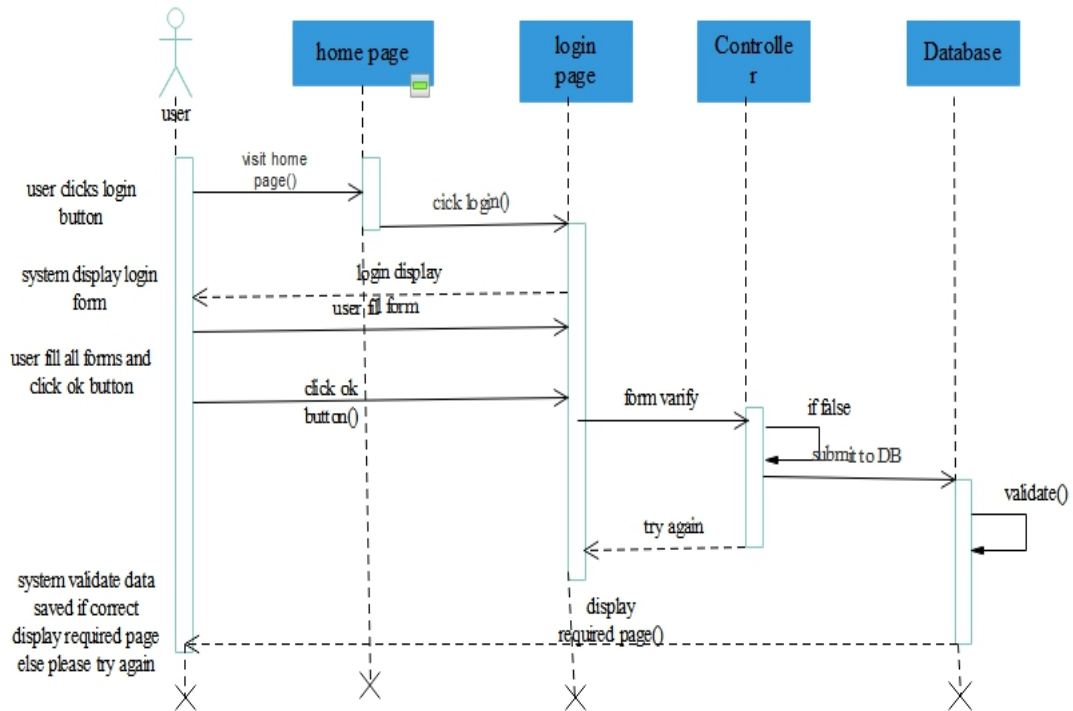 home page
login
page
Controlle
r
Database
user
visit home
page()
user clicks login
button
cick login()
system display login
form
login display
user fill form
user fill all forms and
click ok button
click ok
button()
form varify
if false
submit to DB
validate()
try again
system validate data
saved if correct
display required page
else please try again
display
required page()